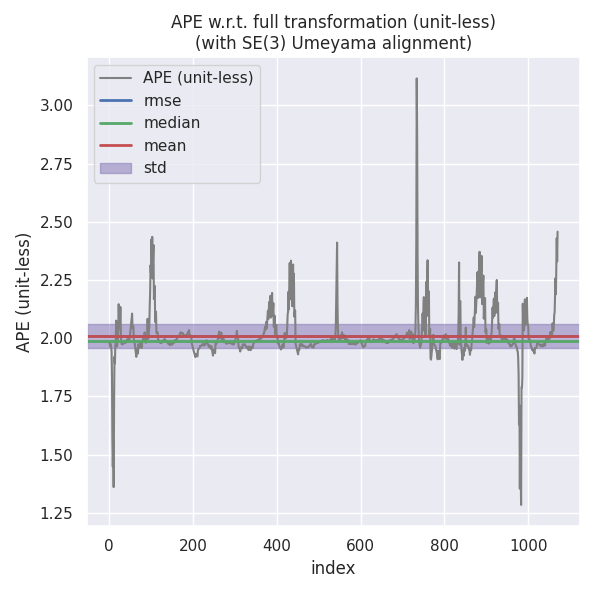 APE w.r.t. full transformation (unit-less)
(with SE(3) Umeyama alignment)
APE (unit-less)
rmse
median
mean
std
APE (unit-less)
3.00
2.75
2.50
2.25
2.00
1.75
1.50
1.25
0 200 400 600 800 1000
index